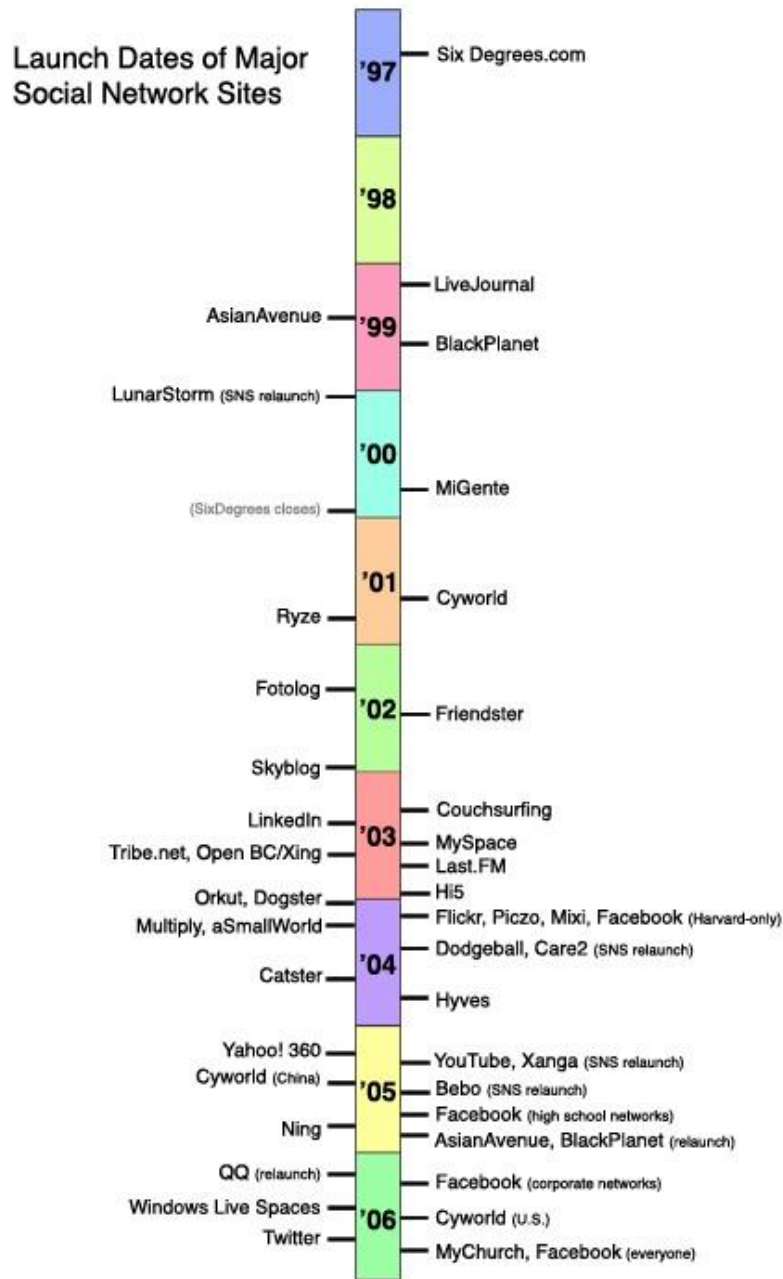 Launch Dates of Major
Social Network Sites
'97
Six Degrees.com
'98
'99
LiveJournal
AsianAvenue
BlackPlanet
LunarStorm (SNS relaunch)
'00
MiGente
(SixDegrees closes)
'01
Cyworld
Ryze
Fotolog
'02
Friendster
Skyblog
Couchsurfing
LinkedIn
'03
MySpace
Tribe.net, Open BC/Xing
Last.FM
Hi5
Orkut, Dogster
Flickr, Piczo, Mixi, Facebook (Harvard-only)
Multiply, aSmallWorld
Dodgeball, Care2 (SNS relaunch)
'04
Catster
Hyves
Yahoo! 360
YouTube, Xanga (SNS relaunch)
Cyworld (China)
'05
Bebo (SNS relaunch)
Facebook (high school networks)
Ning
AsianAvenue, BlackPlanet (relaunch)
QQ (relaunch)
Facebook (corporate networks)
Windows Live Spaces
'06
Cyworld (U.S.)
Twitter
MyChurch, Facebook (everyone)